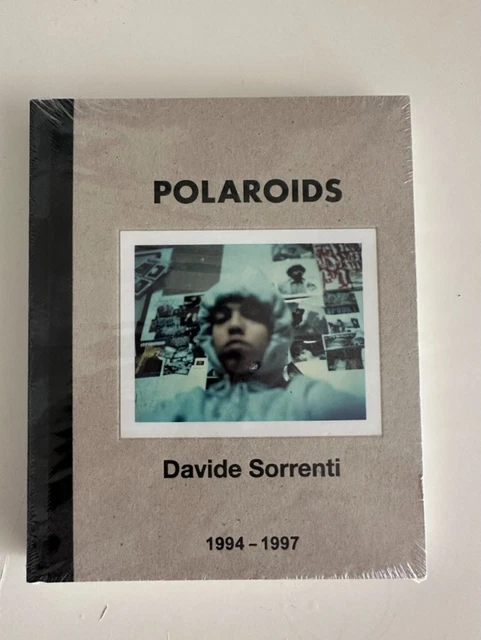 POLAROIDS
Davide Sorrenti
1994 – 1997